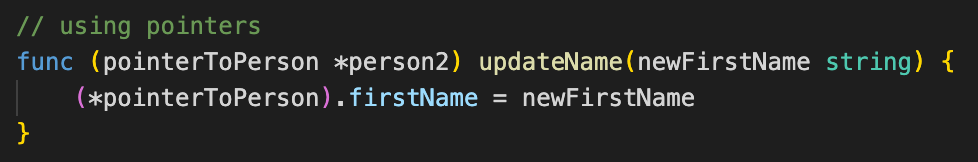 // using pointers
func (pointerToPerson *person2) updateName(newFirstName string) {
    (*pointerToPerson).firstName = newFirstName
}